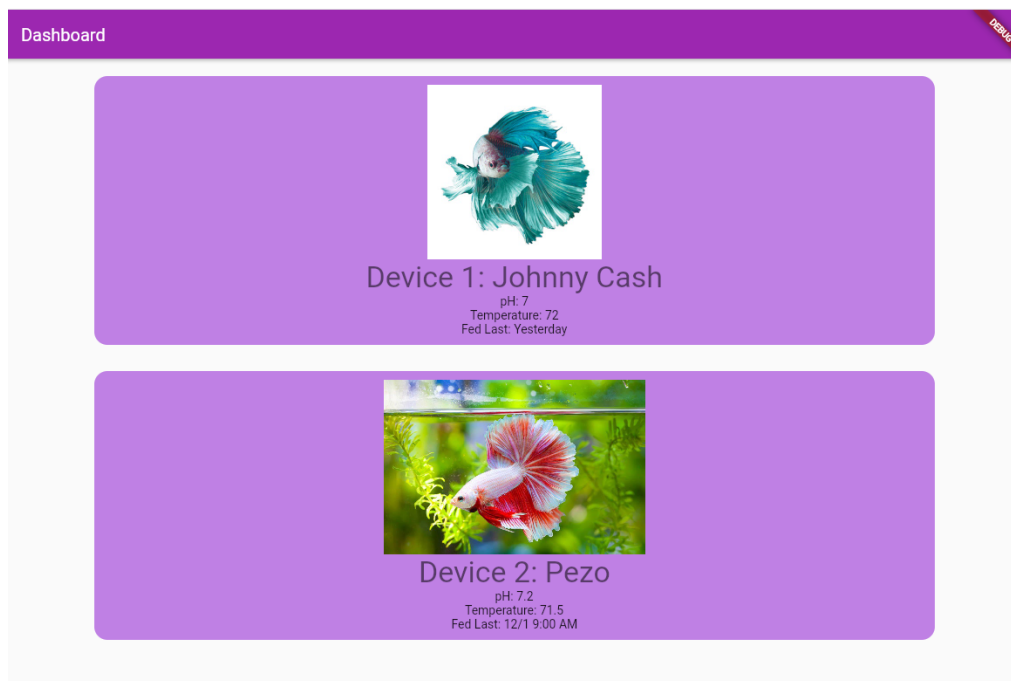 Dashboard
DEBUG
Device 1: Johnny Cash
pH: 7
Temperature: 72
Fed Last: Yesterday
Device 2: Pezo
pH: 7.2
Temperature: 71.5
Fed Last: 12/1 9:00 AM